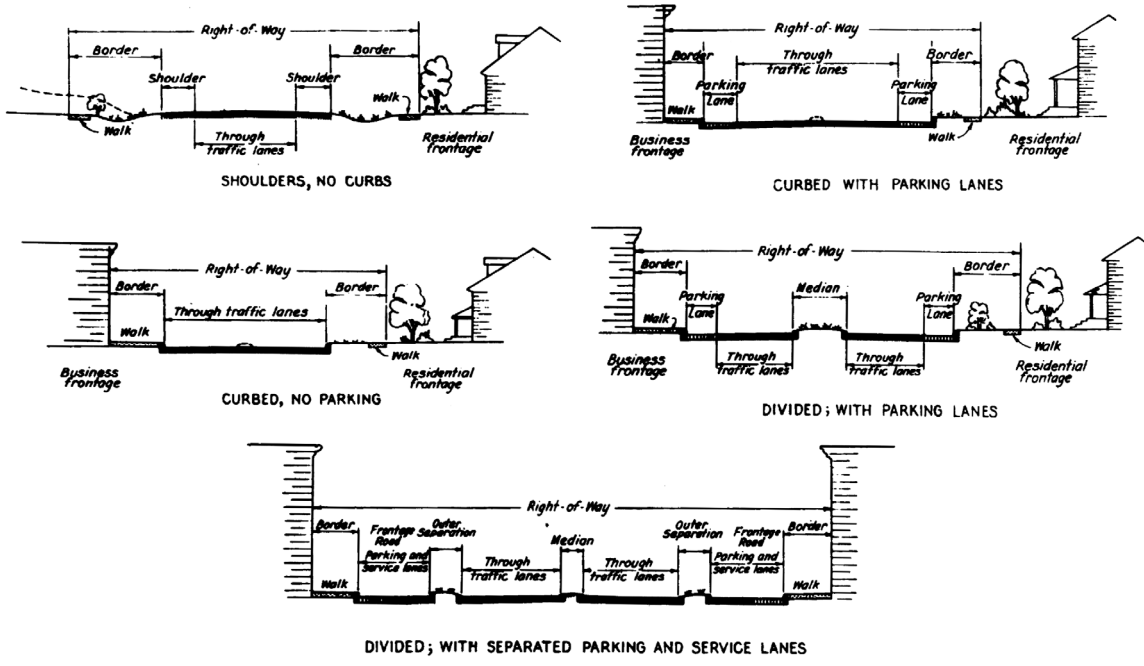 Right-of-Way
Border
Border
Shoulder
Shoulder
Walk
Walk
Through
traffic lanes
Residential
frontage
SHOULDERS, NO CURBS
Right-of-Way
Border
Through
traffic lanes
Border
Parking
Lane
Parking
Lane
Walk
Walk
Business
frontage
Residential
frontage
CURBED WITH PARKING LANES
Right-of-Way
Border
Border
Through traffic lanes
Walk
Walk
Business
frontage
Residential
frontage
CURBED, NO PARKING
Right-of-Way
Border
Border
Median
Parking
Lane
Parking
Lane
Walk
Walk
Through
traffic lanes
Through
traffic lanes
Business
frontage
Residential
frontage
DIVIDED; WITH PARKING LANES
Right-of-Way
Border
Frontage
Road
Outer
Separation
Median
Outer
Separation
Frontage
Road
Border
Parking and
service lanes
Through
traffic lanes
Through
traffic lanes
Parking and
service lanes
Walk
Walk
DIVIDED; WITH SEPARATED PARKING AND SERVICE LANES